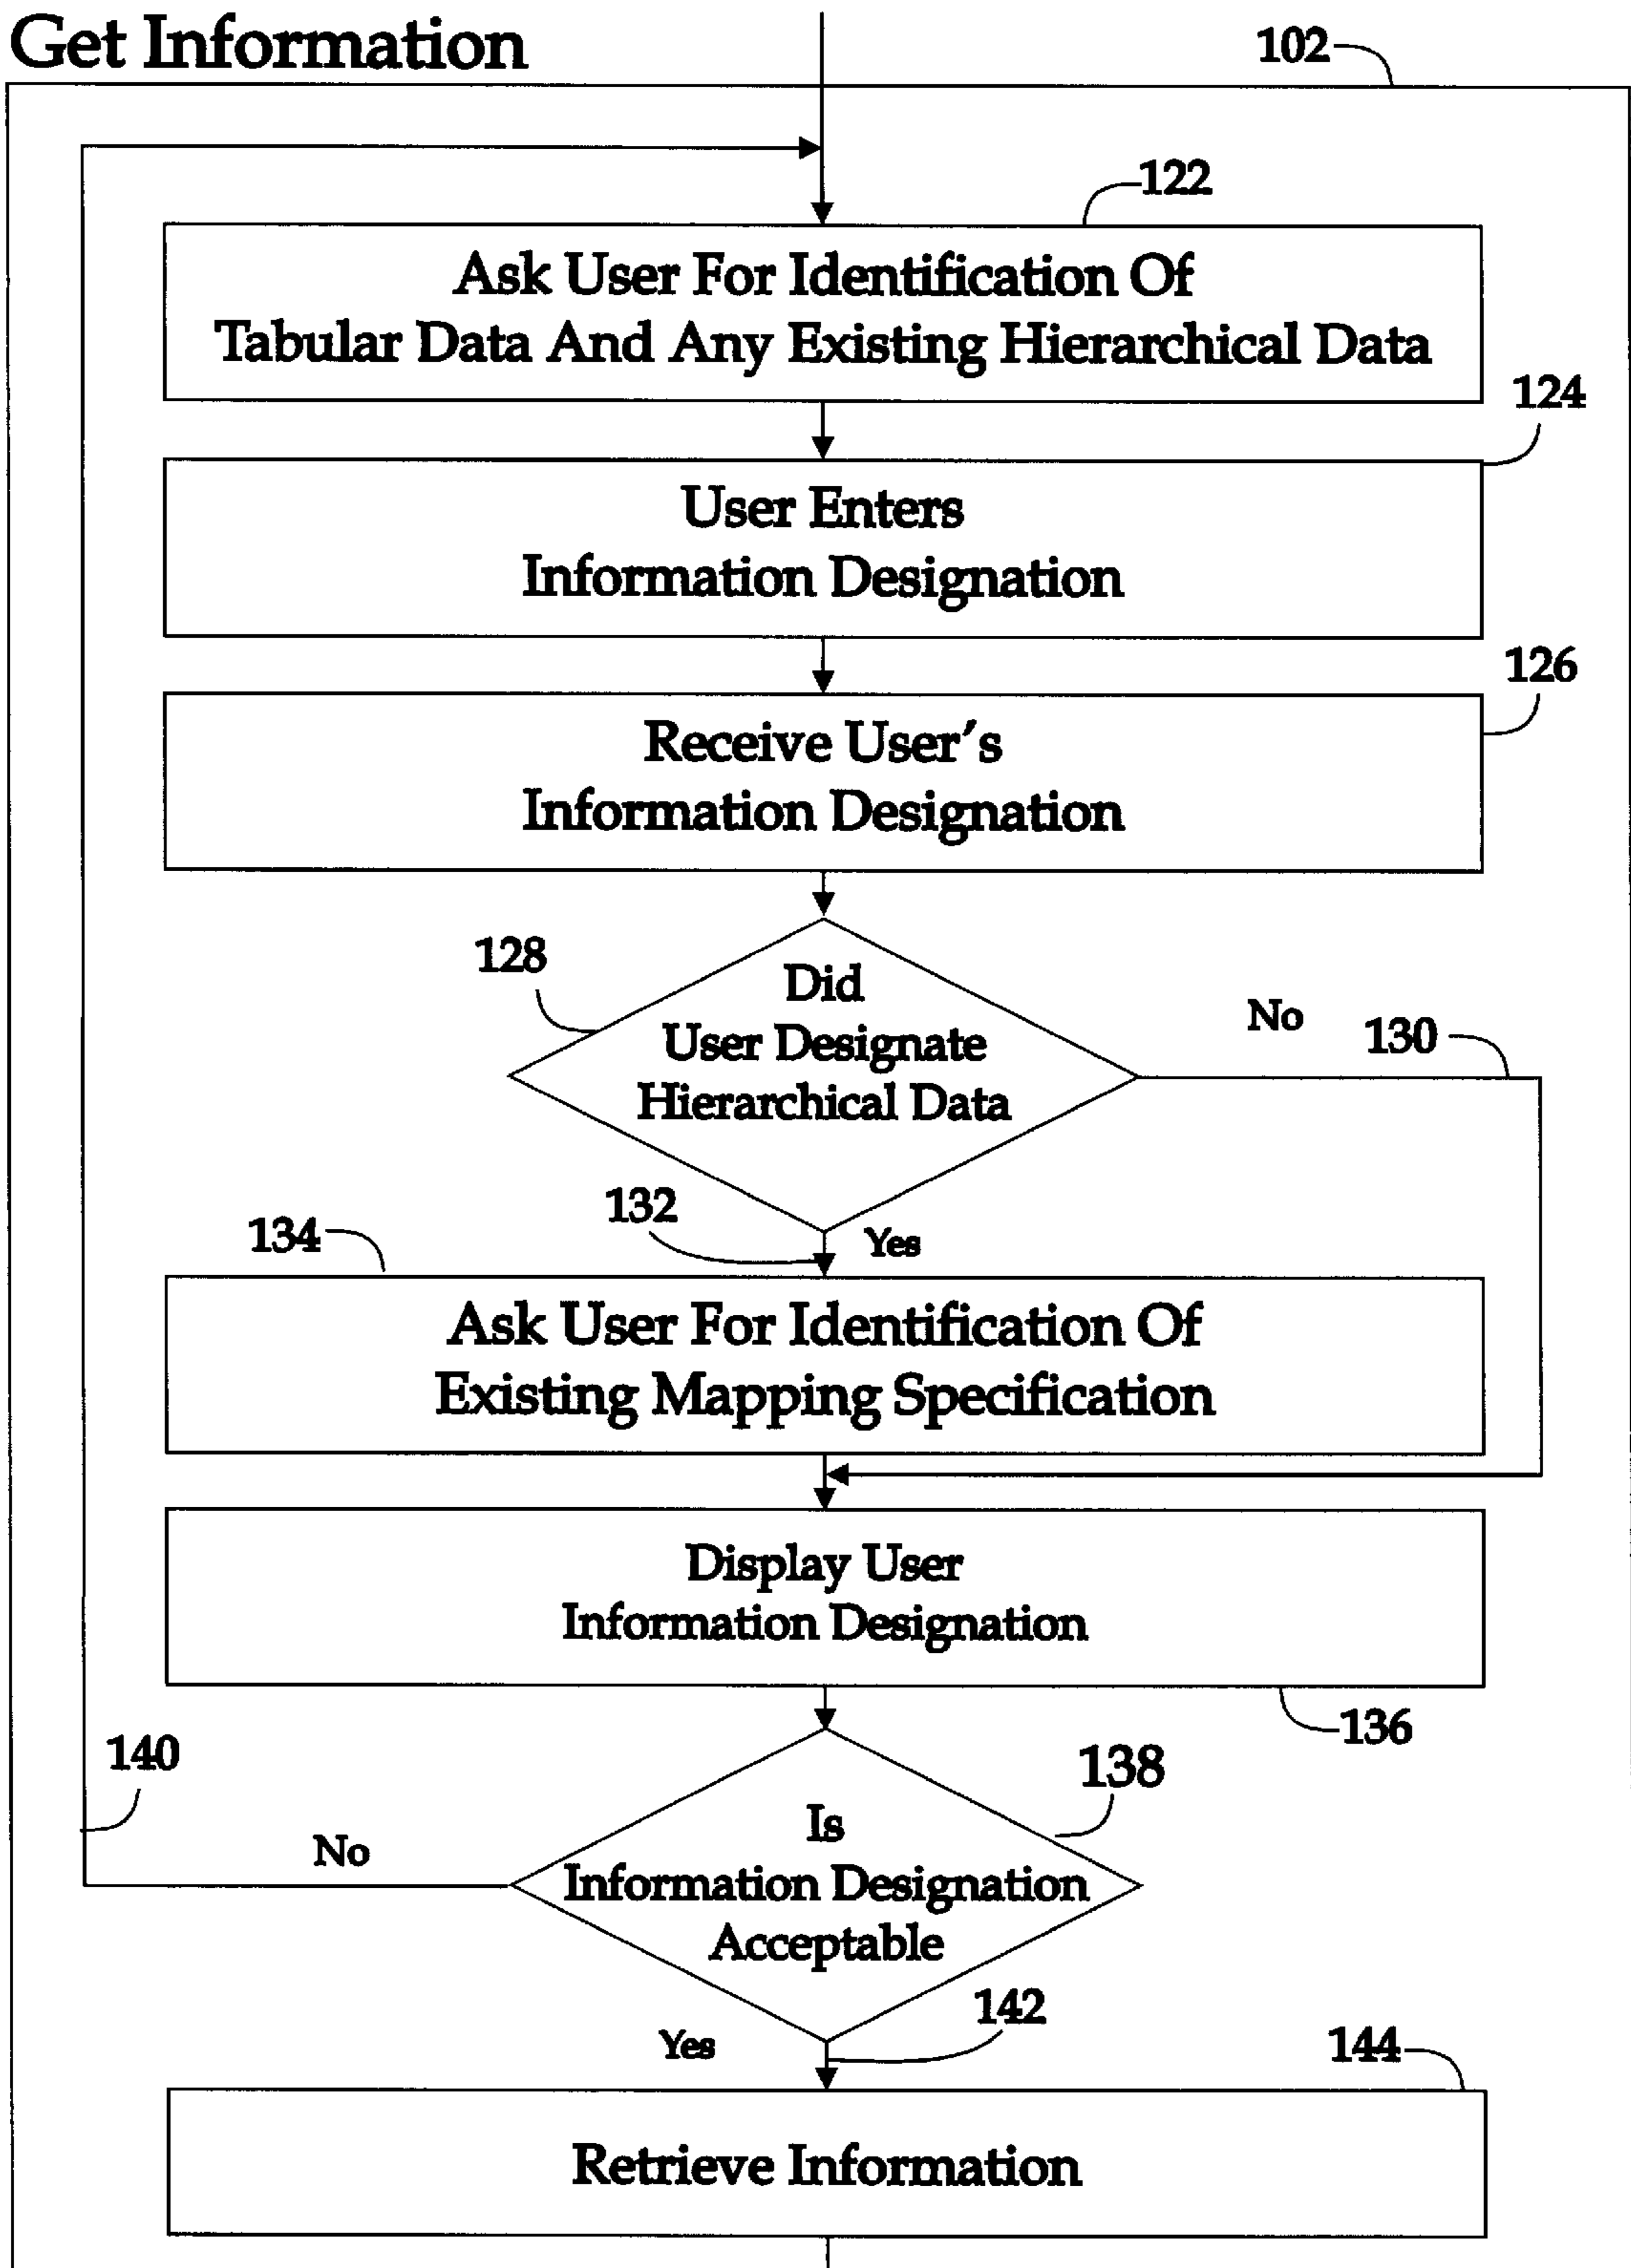 Get Information
102
122
Ask User For Identification Of
Tabular Data And Any Existing Hierarchical Data
124
User Enters
Information Designation
126
Receive User's
Information Designation
128
Did
User Designate
Hierarchical Data
No
130
132
Yes
134
Ask User For Identification Of
Existing Mapping Specification
Display User
Information Designation
136
140
138
No
Is
Information Designation
Acceptable
142
Yes
144
Retrieve Information